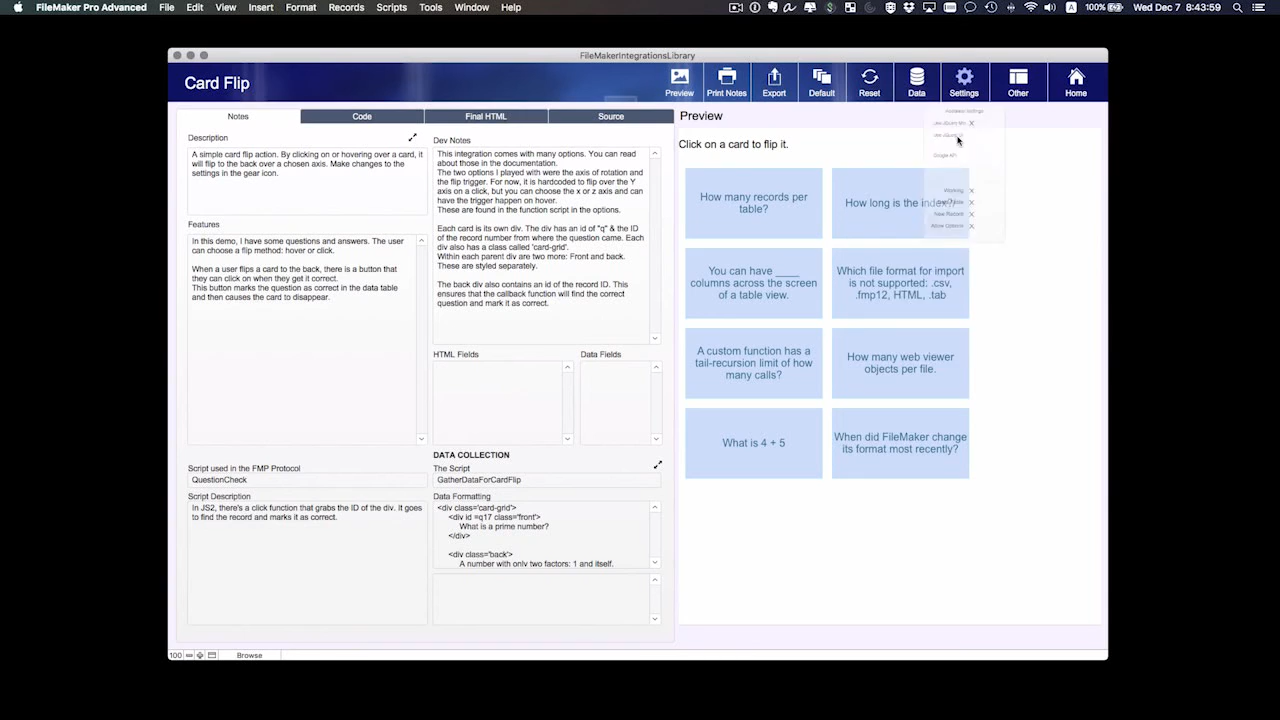 FileMaker Pro Advanced File Edit View Insert Format Records Scripts Tools Window Help
100% Wed Dec 7 8:43:59
FileMakerIntegrationsLibrary
Card Flip
Preview Print Notes Export Default Reset Data Settings Other Home
Notes Code Final HTML Source
Description
A simple card flip action. By clicking on or hovering over a card, it
will flip to the back over a chosen axis. Make changes to the
settings in the gear icon.
Features
In this demo, I have some questions and answers. The user
can choose a flip method: hover or click.
When a user flips a card to the back, there is a button that
they can click on when they get it correct.
This button marks the question as correct in the data table
and then causes the card to disappear.
Dev Notes
This integration comes with many options. You can read
about those in the documentation.
The two options I played with were the axis of rotation and
the flip trigger. For now, it is hardcoded to flip over the Y
axis on a click, but you can choose the x or z axis and can
have the trigger happen on hover.
These are found in the function script in the options.
Each card is its own div. The div has an id of "q" & the ID
of the record number from where the question came. Each
div also has a class called 'card-grid'.
Within each parent div are two more: Front and back.
These are styled separately.
The back div also contains an id of the record ID. This
ensures that the callback function will find the correct
question and mark it as correct.
HTML Fields
Data Fields
Script used in the FMP Protocol
QuestionCheck
Script Description
In JS2, there's a click function that grabs the ID of the div. It goes
to find the record and marks it as correct.
DATA COLLECTION
The Script
GatherDataForCardFlip
Data Formatting
<div class='card-grid'>
<div id =q17 class='front'>
What is a prime number?
</div>
<div class='back'>
A number with only two factors: 1 and itself.
Preview
Click on a card to flip it.
How many records per
table?
How long is the index?
You can have ____
columns across the screen
of a table view.
Which file format for import
is not supported: .csv,
.fmp12, HTML, .tab
A custom function has a
tail-recursion limit of how
many calls?
How many web viewer
objects per file.
What is 4 + 5
When did FileMaker change
its format most recently?
Google API
Working X
New Record X
Allow Options X
100 Browse